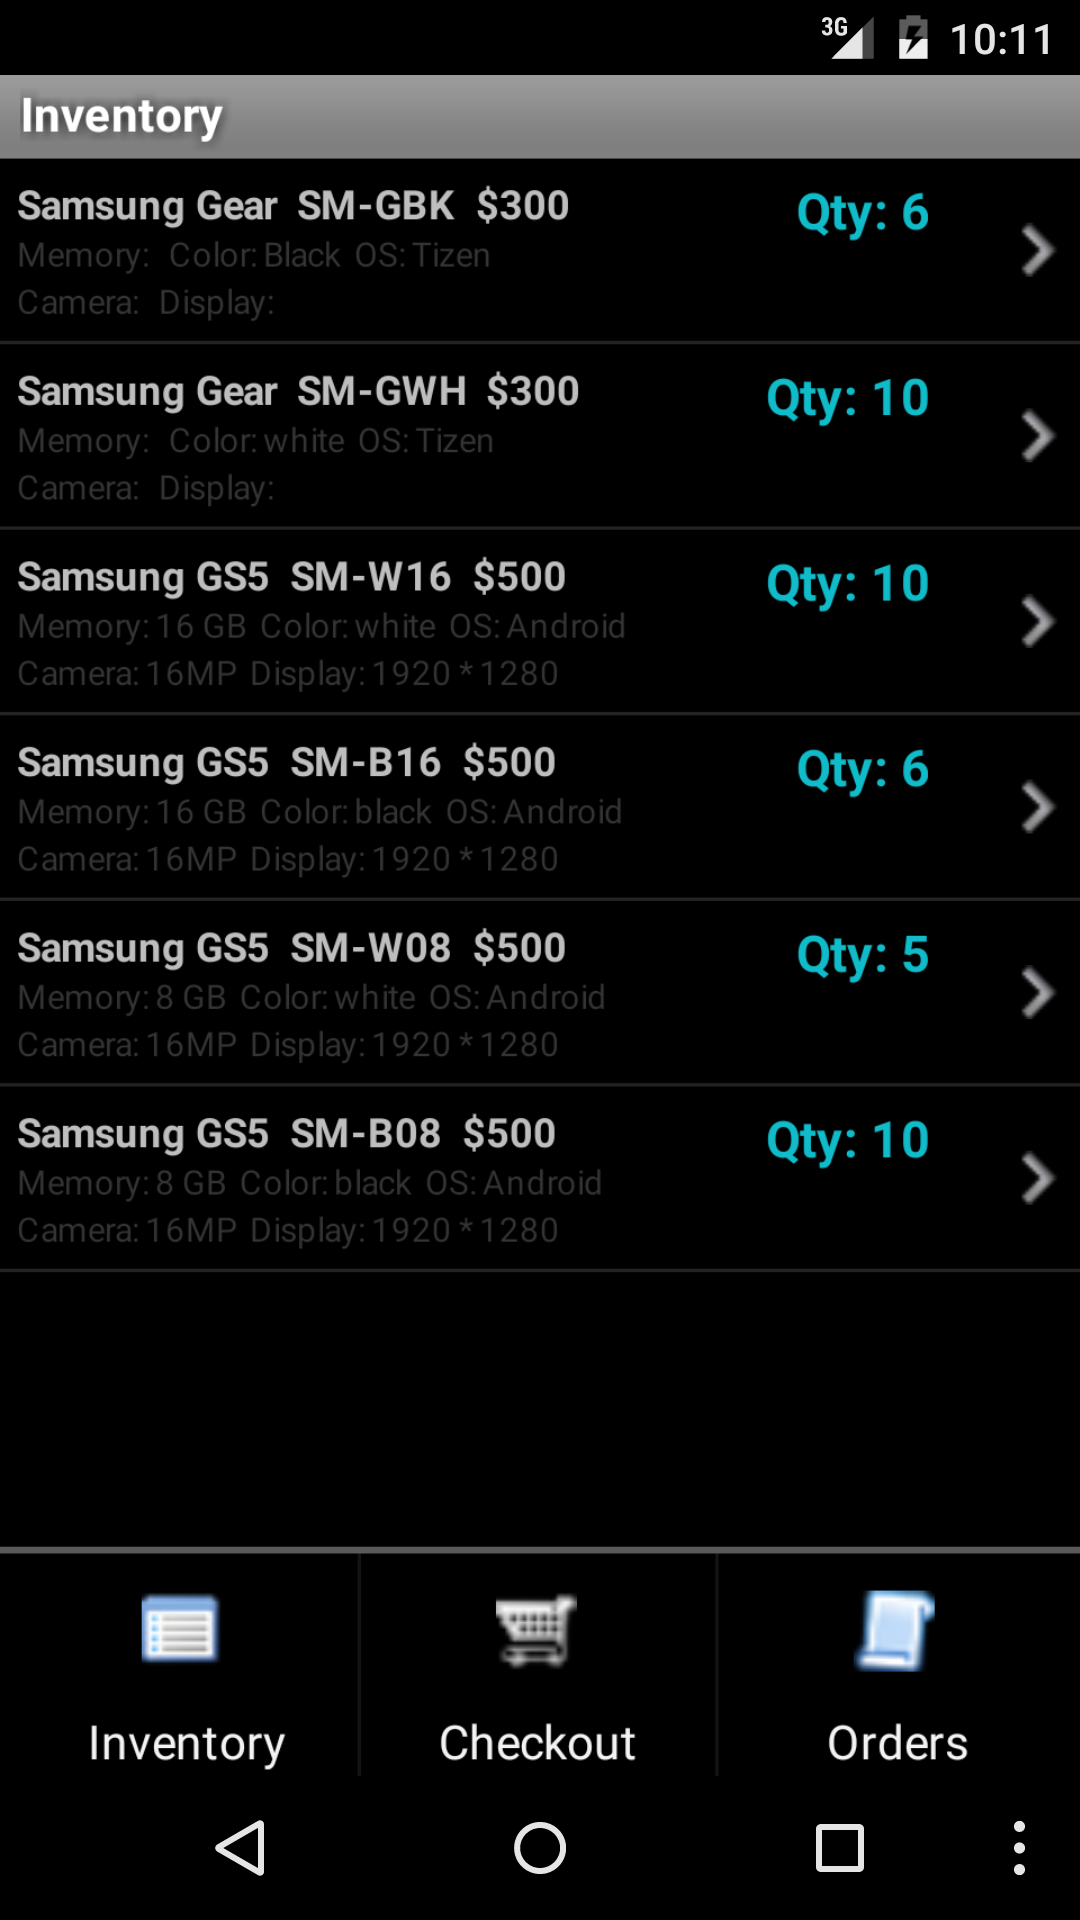 3G 10:11
Inventory
Samsung Gear SM-GBK $300 Qty: 6
Memory: Color: Black OS: Tizen
Camera: Display:
Samsung Gear SM-GWH $300 Qty: 10
Memory: Color: white OS: Tizen
Camera: Display:
Samsung GS5 SM-W16 $500 Qty: 10
Memory: 16 GB Color: white OS: Android
Camera: 16MP Display: 1920 * 1280
Samsung GS5 SM-B16 $500 Qty: 6
Memory: 16 GB Color: black OS: Android
Camera: 16MP Display: 1920 * 1280
Samsung GS5 SM-W08 $500 Qty: 5
Memory: 8 GB Color: white OS: Android
Camera: 16MP Display: 1920 * 1280
Samsung GS5 SM-B08 $500 Qty: 10
Memory: 8 GB Color: black OS: Android
Camera: 16MP Display: 1920 * 1280
Inventory Checkout Orders